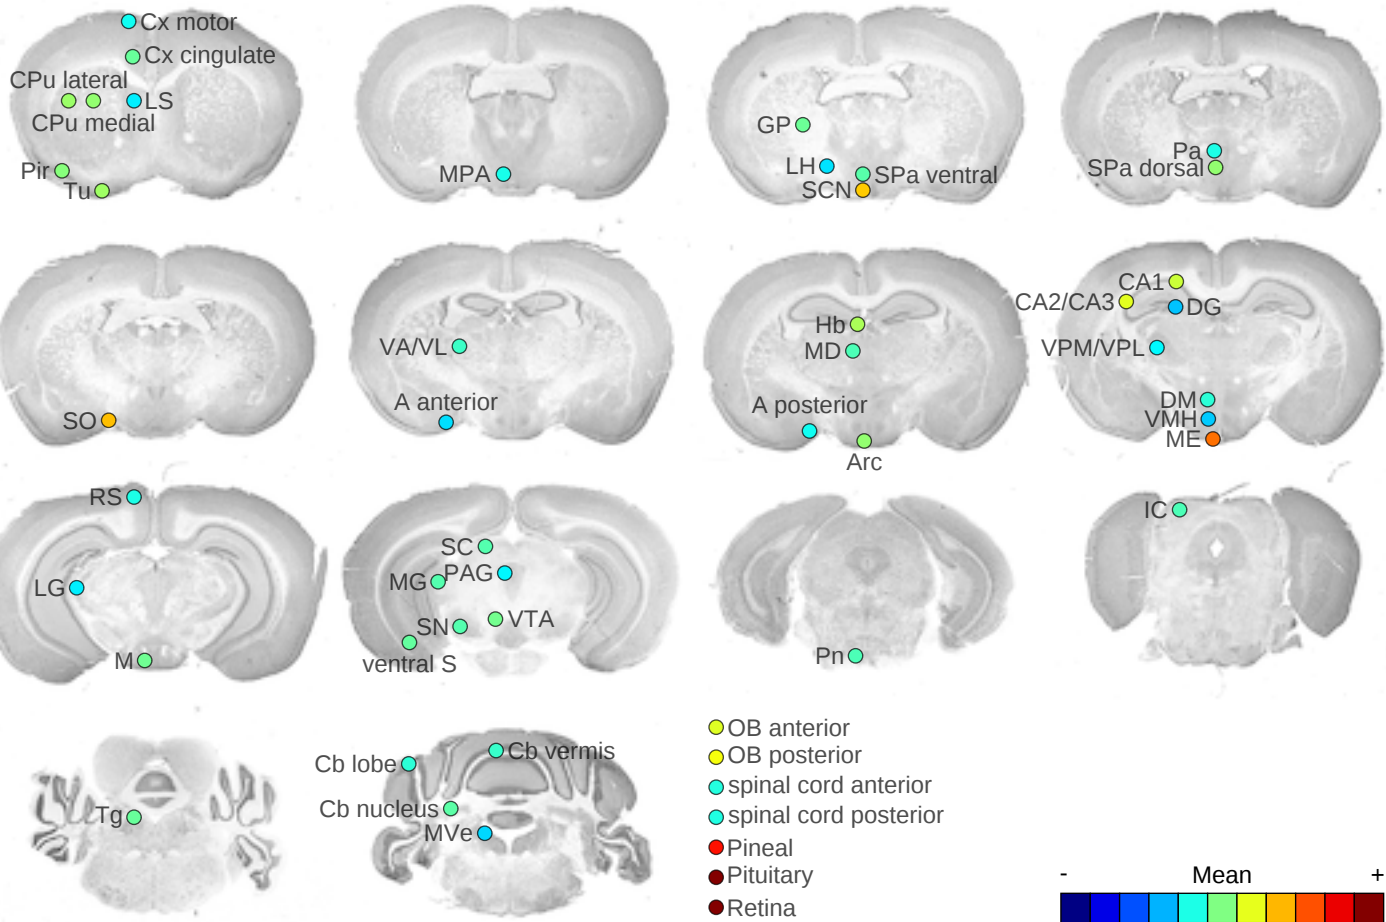 Cx motor
Cx cingulate
CPu lateral
LS
CPu medial
Pir
Tu
MPA
GP
LH
SPa ventral
SCN
Pa
SPa dorsal
SO
VA/VL
A anterior
Hb
MD
A posterior
Arc
CA1
CA2/CA3
DG
VPM/VPL
DM
VMH
ME
RS
LG
M
SC
PAG
MG
SN
VTA
ventral S
Pn
IC
Tg
Cb vermis
Cb lobe
Cb nucleus
MVe
OB anterior
OB posterior
spinal cord anterior
spinal cord posterior
Pineal
Pituitary
Retina
- Mean +